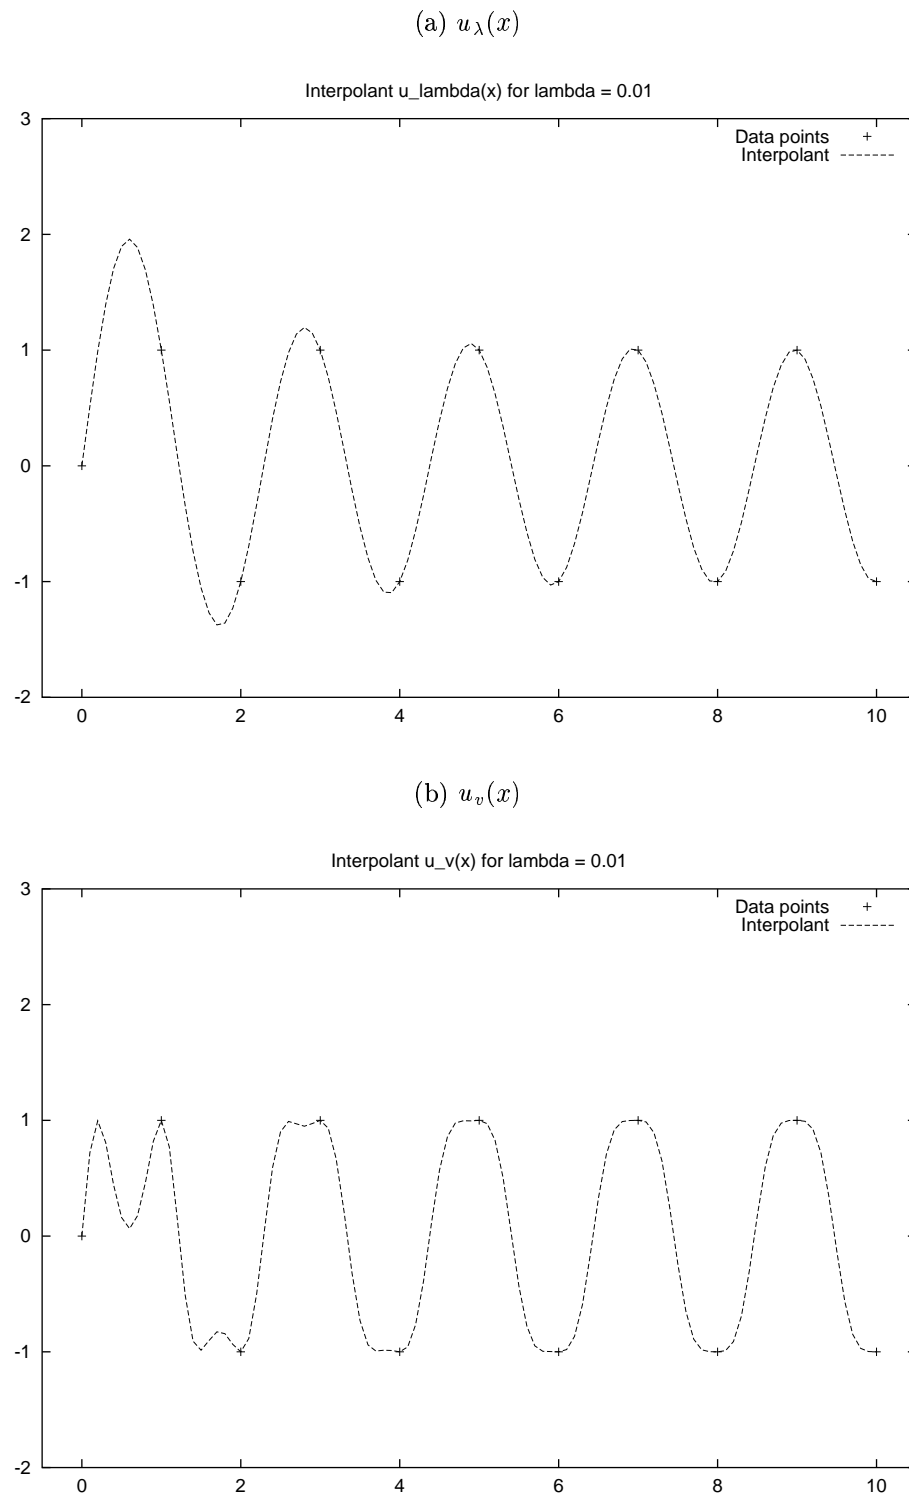 (a) u_λ(x)
Interpolant u_lambda(x) for lambda = 0.01
3
2
1
0
-1
-2
Data points
Interpolant
0 2 4 6 8 10
(b) u_v(x)
Interpolant u_v(x) for lambda = 0.01
3
2
1
0
-1
-2
Data points
Interpolant
0 2 4 6 8 10